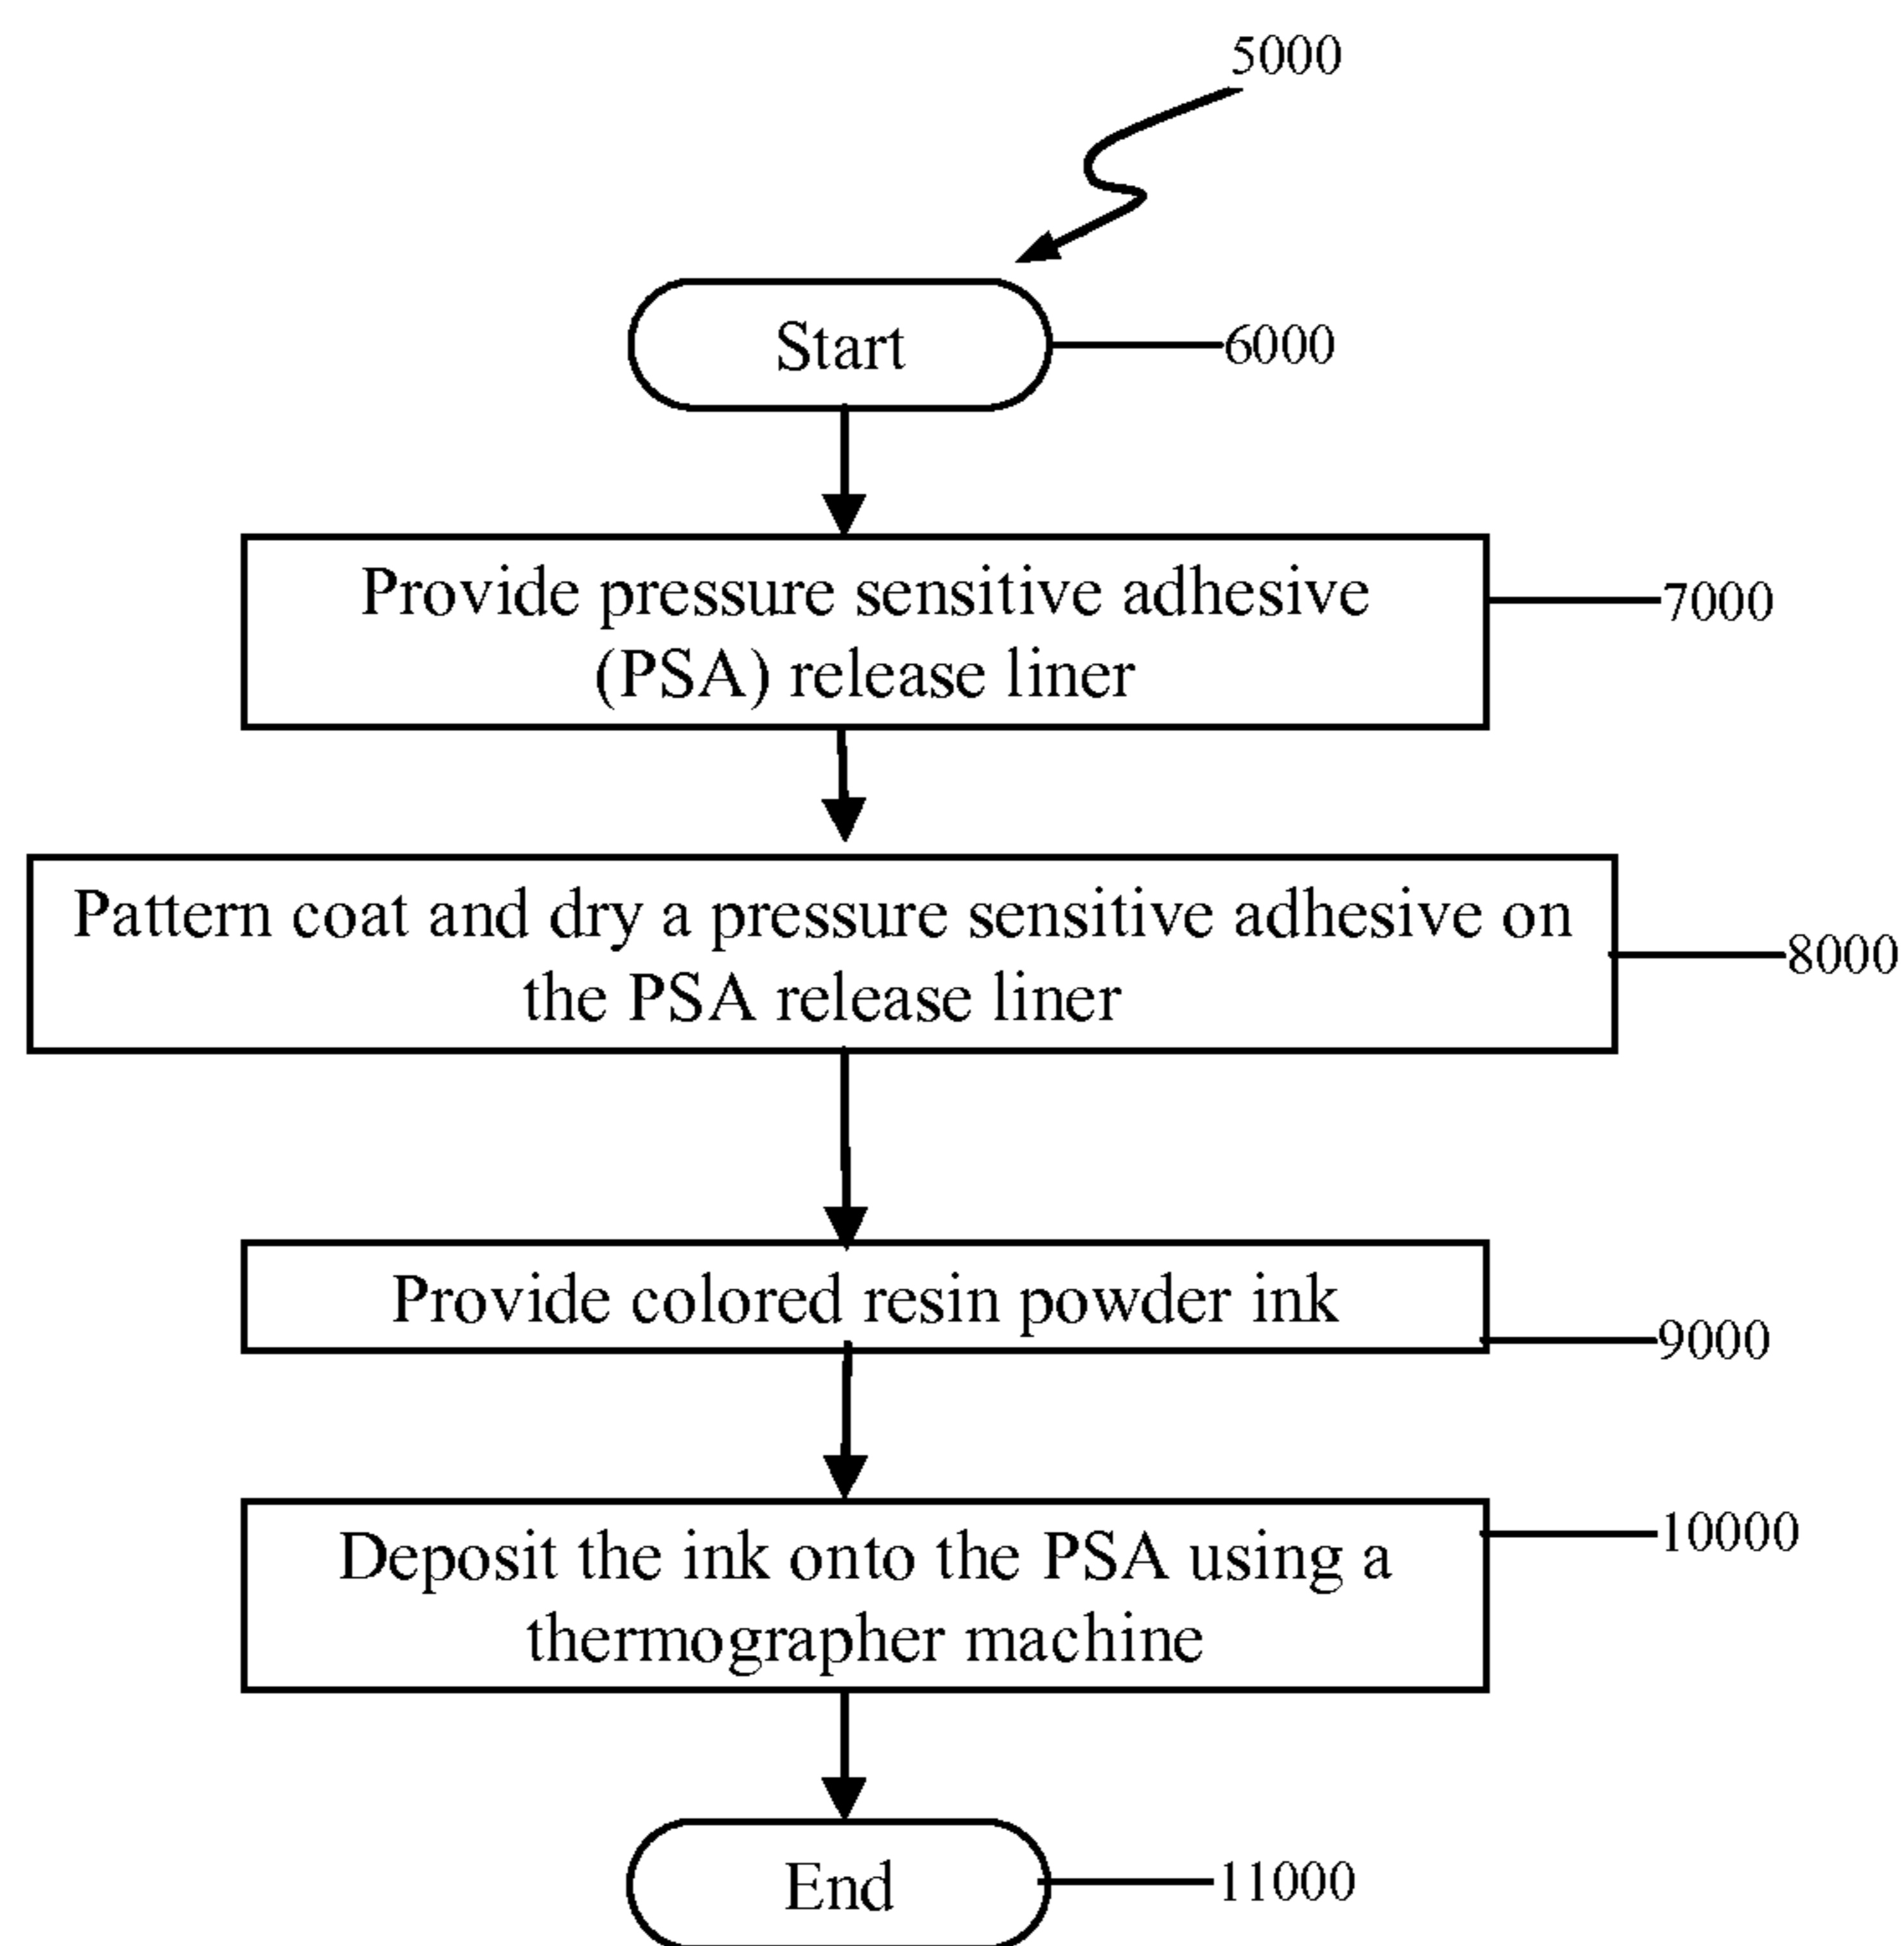 5000
Start
6000
Provide pressure sensitive adhesive
(PSA) release liner
7000
Pattern coat and dry a pressure sensitive adhesive on
the PSA release liner
8000
Provide colored resin powder ink
9000
Deposit the ink onto the PSA using a
thermographer machine
10000
End
11000